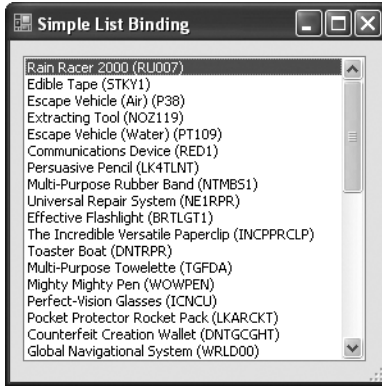 Simple List Binding
Rain Racer 2000 (RU007)
Edible Tape (STKY1)
Escape Vehicle (Air) (P38)
Extracting Tool (NOZ119)
Escape Vehicle (Water) (PT109)
Communications Device (RED1)
Persuasive Pencil (LK4TLNT)
Multi-Purpose Rubber Band (NTMBS1)
Universal Repair System (NE1RPR)
Effective Flashlight (BRTLGT1)
The Incredible Versatile Paperclip (INCPPRCLP)
Toaster Boat (DNTRPR)
Multi-Purpose Towelette (TGFDA)
Mighty Mighty Pen (WOWPEN)
Perfect-Vision Glasses (ICNCU)
Pocket Protector Rocket Pack (LKARCKT)
Counterfeit Creation Wallet (DNTGCGHT)
Global Navigational System (WRLD00)